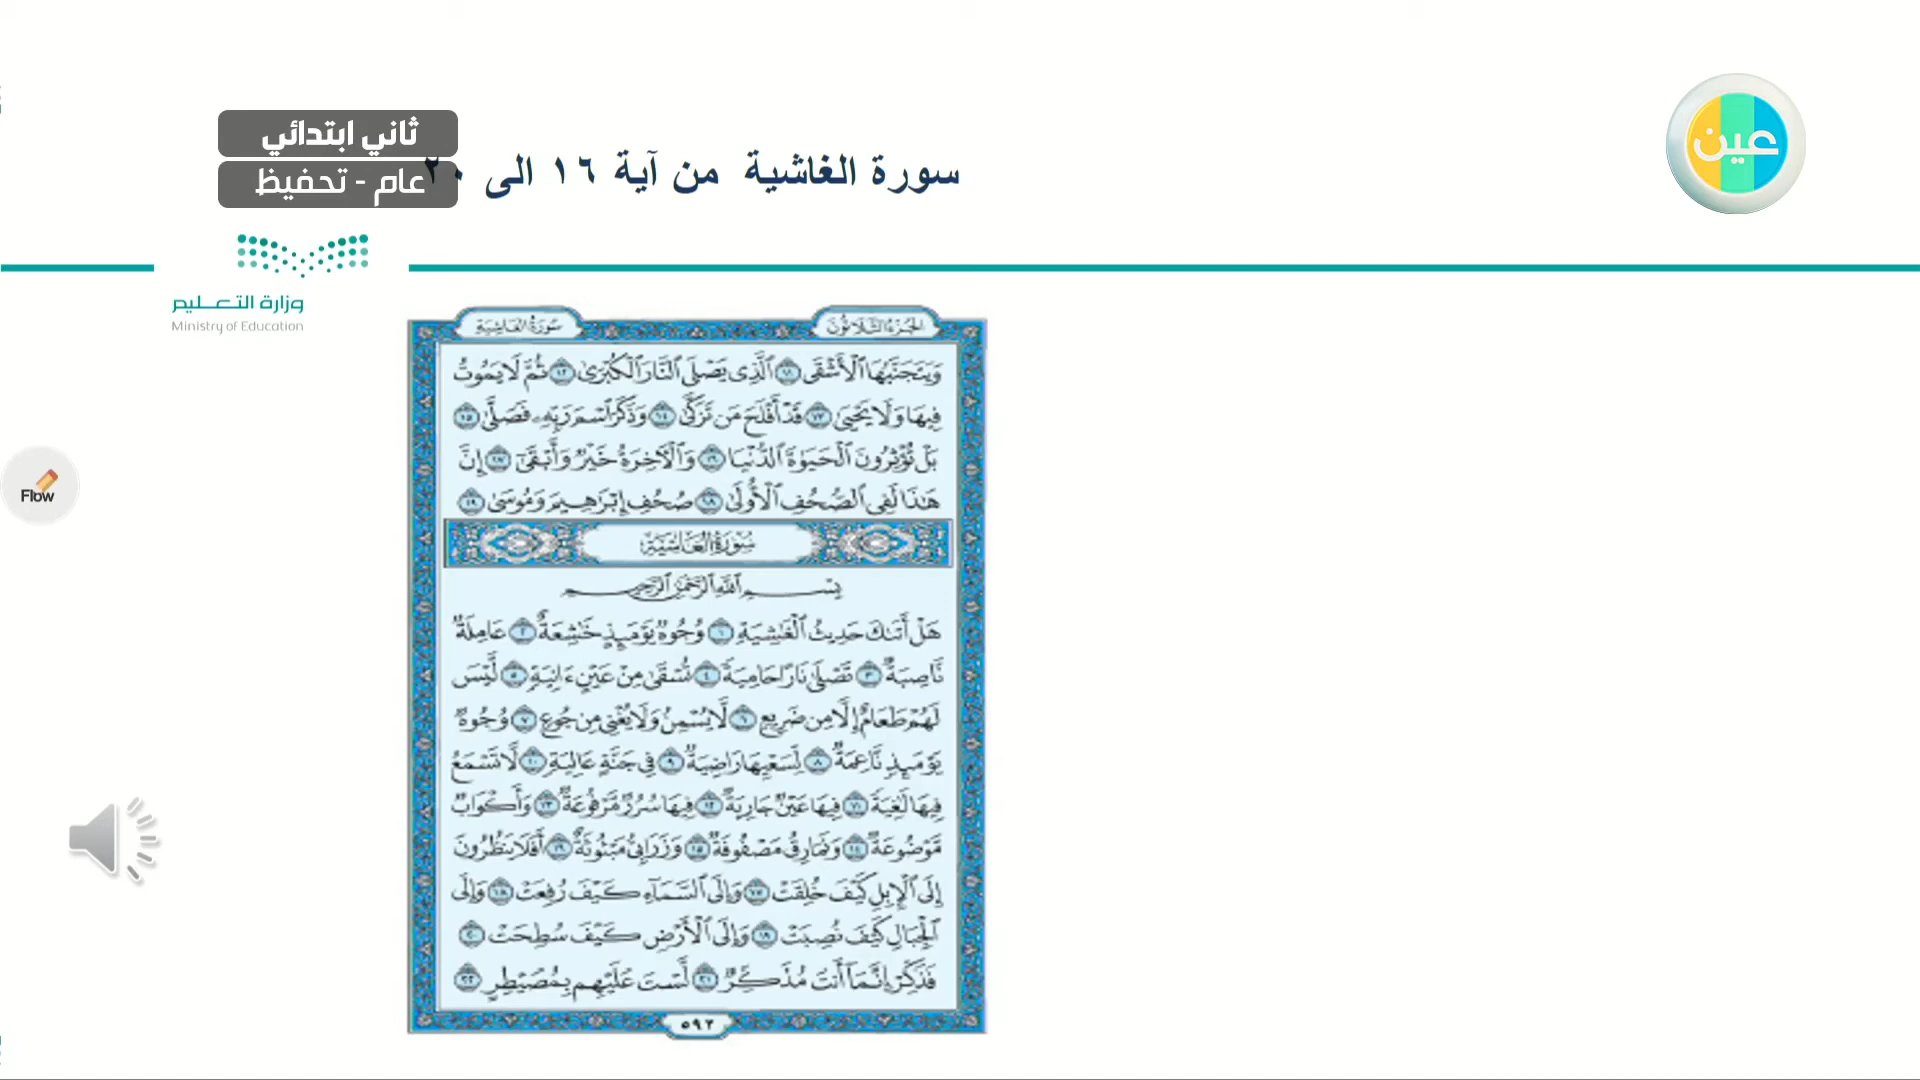 ثاني ابتدائي
عام - تحفيظ
سورة الغاشية من آية ١٦ الى ٢٠
عين
وزارة التعليم
Ministry of Education
Flow
الجزء الثلاثون
سورة الغاشية
وَيَتَجَنَّبُهَا ٱلْأَشْقَى ١١ ٱلَّذِى يَصْلَى ٱلنَّارَ ٱلْكُبْرَىٰ ١٢ ثُمَّ لَا يَمُوتُ
فِيهَا وَلَا يَحْيَىٰ ١٣ قَدْ أَفْلَحَ مَن تَزَكَّىٰ ١٤ وَذَكَرَ ٱسْمَ رَبِّهِۦ فَصَلَّىٰ ١٥
بَلْ تُؤْثِرُونَ ٱلْحَيَوٰةَ ٱلدُّنْيَا ١٦ وَٱلْـَٔاخِرَةُ خَيْرٌ وَأَبْقَىٰٓ ١٧ إِنَّ
هَٰذَا لَفِى ٱلصُّحُفِ ٱلْأُولَىٰ ١٨ صُحُفِ إِبْرَٰهِيمَ وَمُوسَىٰ ١٩
سُورَةُ الغَاشِيَةِ
بِسْمِ ٱللَّهِ ٱلرَّحْمَٰنِ ٱلرَّحِيمِ
هَلْ أَتَىٰكَ حَدِيثُ ٱلْغَٰشِيَةِ ١ وُجُوهٌ يَوْمَئِذٍ خَٰشِعَةٌ ٢ عَامِلَةٌ
نَّاصِبَةٌ ٣ تَصْلَىٰ نَارًا حَامِيَةً ٤ تُسْقَىٰ مِنْ عَيْنٍ ءَانِيَةٍ ٥ لَّيْسَ
لَهُمْ طَعَامٌ إِلَّا مِن ضَرِيعٍ ٦ لَّا يُسْمِنُ وَلَا يُغْنِى مِن جُوعٍ ٧ وُجُوهٌ
يَوْمَئِذٍ نَّاعِمَةٌ ٨ لِّسَعْيِهَا رَاضِيَةٌ ٩ فِى جَنَّةٍ عَالِيَةٍ ١٠ لَّا تَسْمَعُ
فِيهَا لَٰغِيَةً ١١ فِيهَا عَيْنٌ جَارِيَةٌ ١٢ فِيهَا سُرُرٌ مَّرْفُوعَةٌ ١٣ وَأَكْوَابٌ
مَّوْضُوعَةٌ ١٤ وَنَمَارِقُ مَصْفُوفَةٌ ١٥ وَزَرَابِىُّ مَبْثُوثَةٌ ١٦ أَفَلَا يَنظُرُونَ
إِلَى ٱلْإِبِلِ كَيْفَ خُلِقَتْ ١٧ وَإِلَى ٱلسَّمَآءِ كَيْفَ رُفِعَتْ ١٨ وَإِلَى
ٱلْجِبَالِ كَيْفَ نُصِبَتْ ١٩ وَإِلَى ٱلْأَرْضِ كَيْفَ سُطِحَتْ ٢٠
فَذَكِّرْ إِنَّمَآ أَنتَ مُذَكِّرٌ ٢١ لَّسْتَ عَلَيْهِم بِمُصَيْطِرٍ ٢٢
٥٩٢